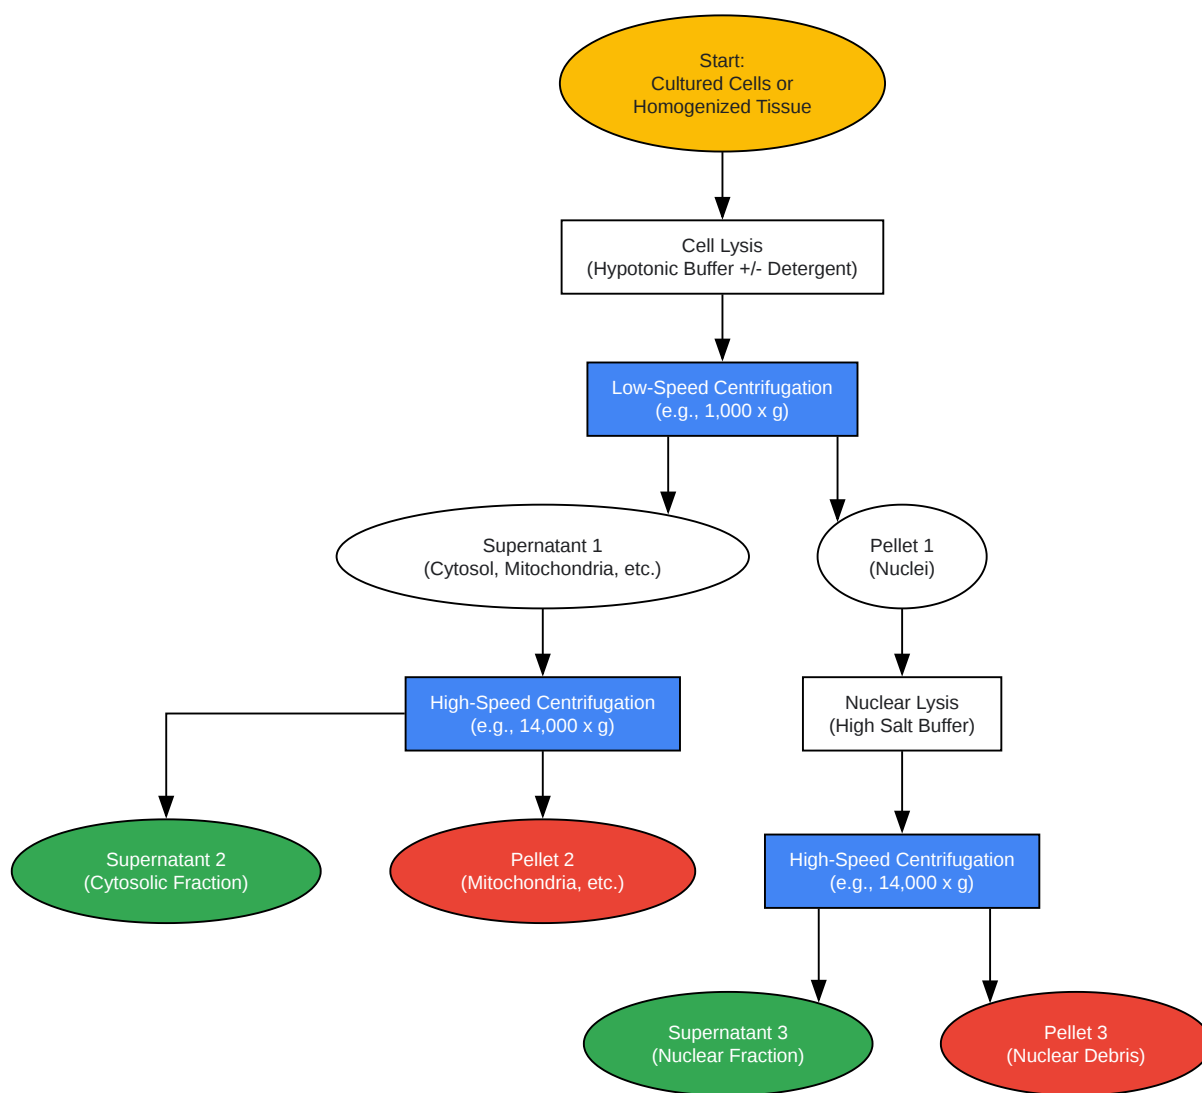 Start:
Cultured Cells or
Homogenized Tissue
Cell Lysis
(Hypotonic Buffer +/- Detergent)
Low-Speed Centrifugation
(e.g., 1,000 x g)
Supernatant 1
(Cytosol, Mitochondria, etc.)
Pellet 1
(Nuclei)
High-Speed Centrifugation
(e.g., 14,000 x g)
Nuclear Lysis
(High Salt Buffer)
Supernatant 2
(Cytosolic Fraction)
Pellet 2
(Mitochondria, etc.)
High-Speed Centrifugation
(e.g., 14,000 x g)
Supernatant 3
(Nuclear Fraction)
Pellet 3
(Nuclear Debris)